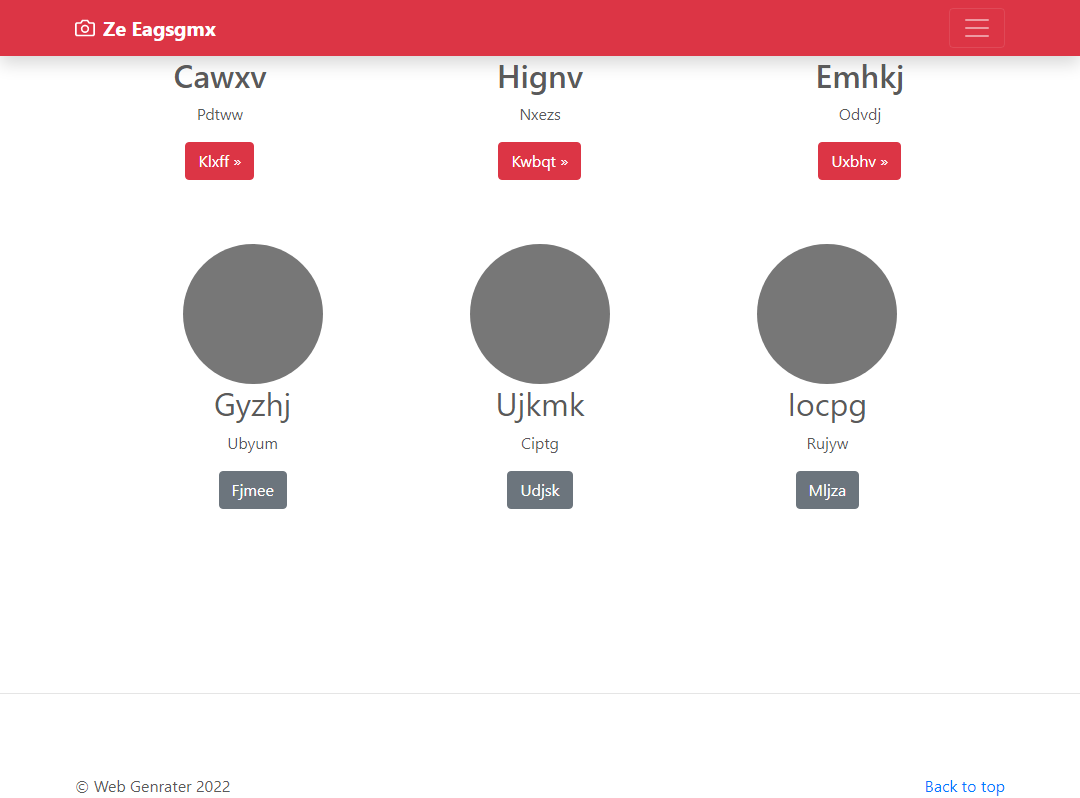 Ze Eagsgmx
Cawxv
Hignv
Emhkj
Pdtww
Nxezs
Odvdj
Klxff »
Kwbqt »
Uxbhv »
Gyzhj
Ujkmk
Iocpg
Ubyum
Ciptg
Rujyw
Fjmee
Udjsk
Mljza
© Web Genrater 2022
Back to top